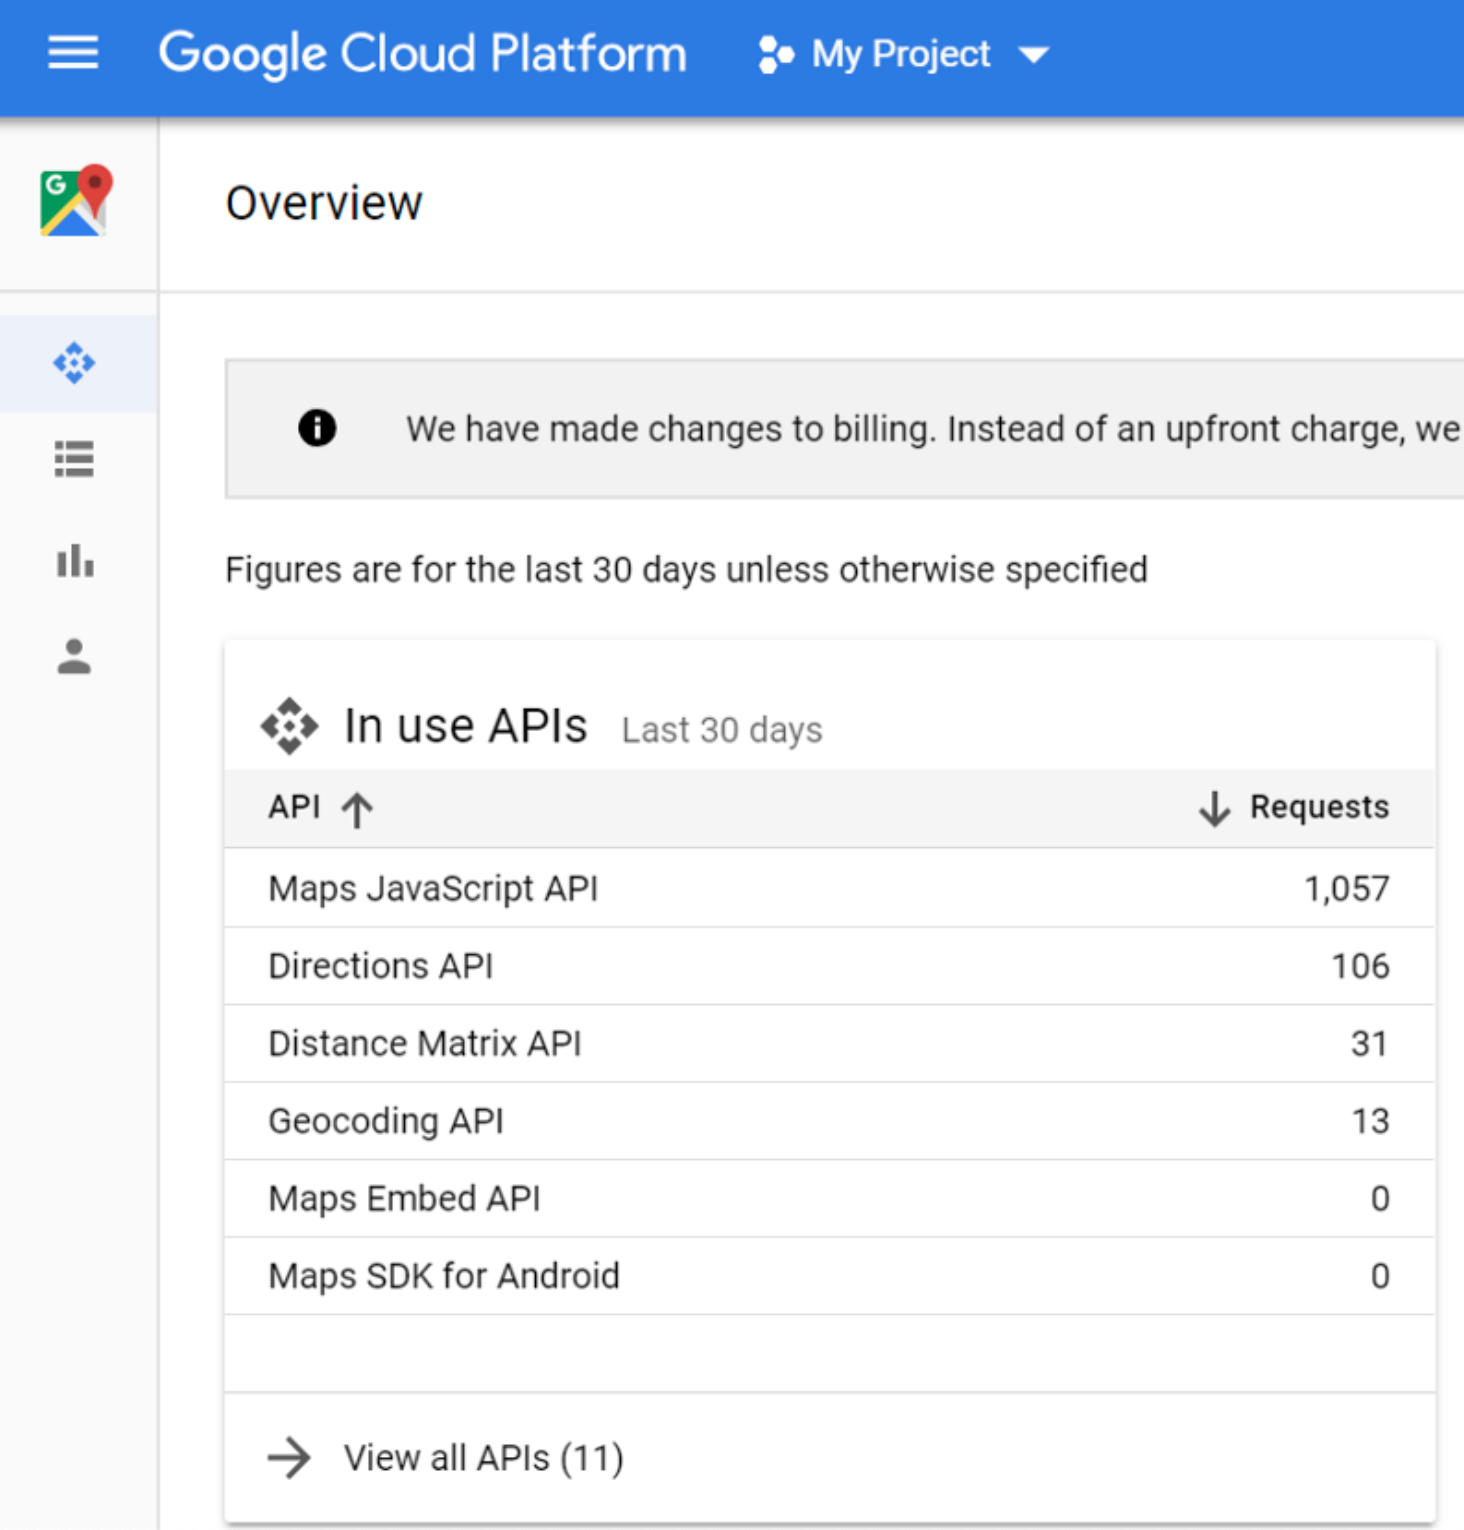 Google Cloud Platform My Project
G
Overview
We have made changes to billing. Instead of an upfront charge, we
Figures are for the last 30 days unless otherwise specified
In use APIs Last 30 days
API Requests
Maps JavaScript API 1,057
Directions API 106
Distance Matrix API 31
Geocoding API 13
Maps Embed API 0
Maps SDK for Android 0
View all APIs (11)